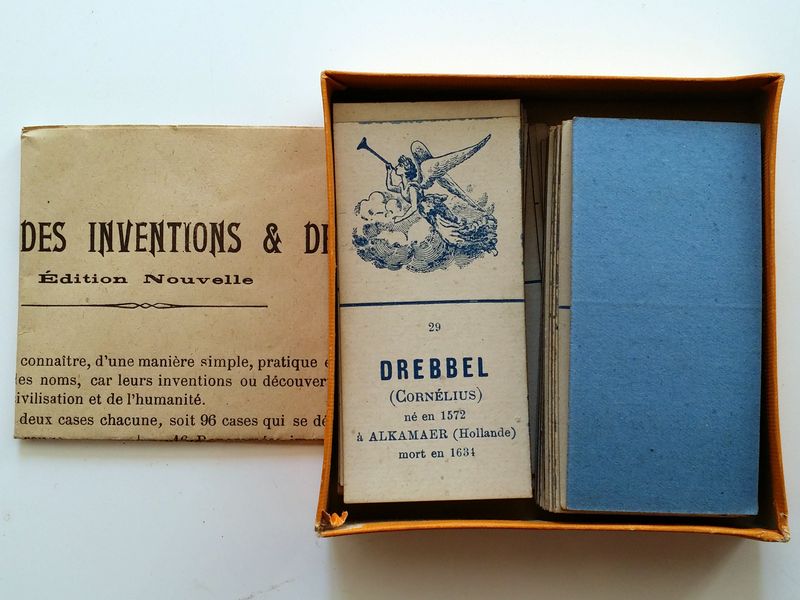 DES INVENTIONS & DE
Édition Nouvelle
connaître, d'une manière simple, pratique
les noms, car leurs inventions ou découver
ivilisation et de l'humanité.
deux cases chacune, soit 96 cases qui se dé
29
DREBBEL
(CORNÉLIUS)
né en 1572
à ALKAMAER (Hollande)
mort en 1634